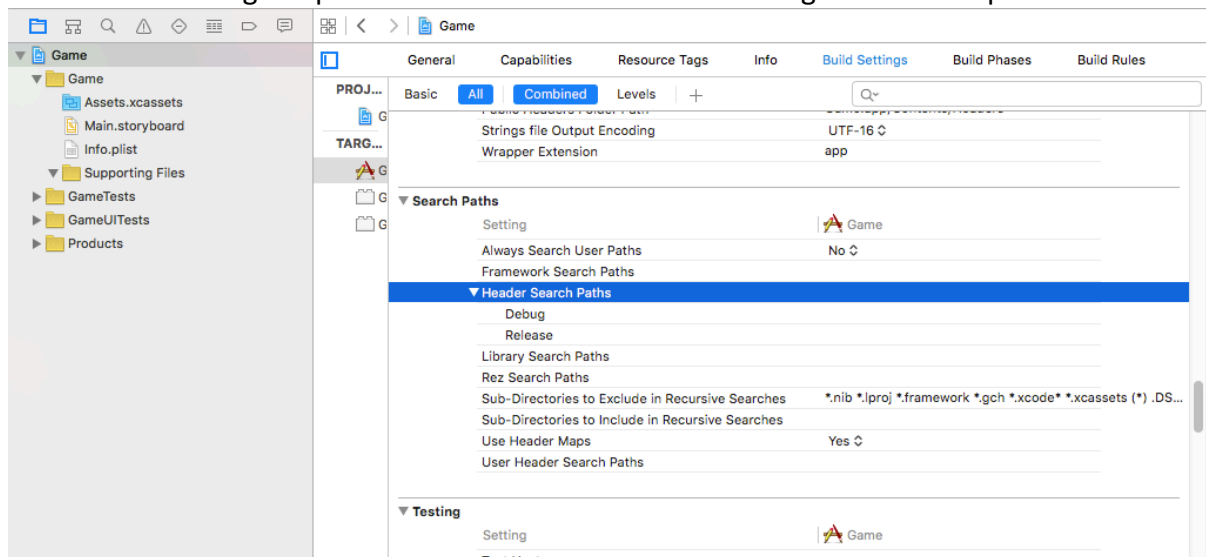 Game
Game
Assets.xcassets
Main.storyboard
Info.plist
Supporting Files
GameTests
GameUITests
Products
Game
General Capabilities Resource Tags Info Build Settings Build Phases Build Rules
PROJ...
G
TARG...
G
G
G
Basic All Combined Levels +
Strings file Output Encoding UTF-16
Wrapper Extension app
Search Paths
Setting Game
Always Search User Paths No
Framework Search Paths
Header Search Paths
Debug
Release
Library Search Paths
Rez Search Paths
Sub-Directories to Exclude in Recursive Searches *.nib *.lproj *.framework *.gch *.xcode* *.xcassets (*) .DS...
Sub-Directories to Include in Recursive Searches
Use Header Maps Yes
User Header Search Paths
Testing
Setting Game